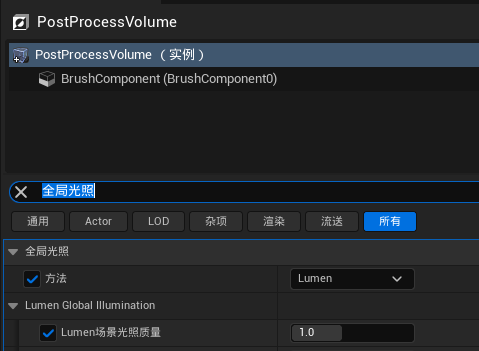 PostProcessVolume
PostProcessVolume（实例）
BrushComponent (BrushComponent0)
全局光照
通用 Actor LOD 杂项 渲染 流送 所有
全局光照
方法 Lumen
Lumen Global Illumination
Lumen场景光照质量 1.0